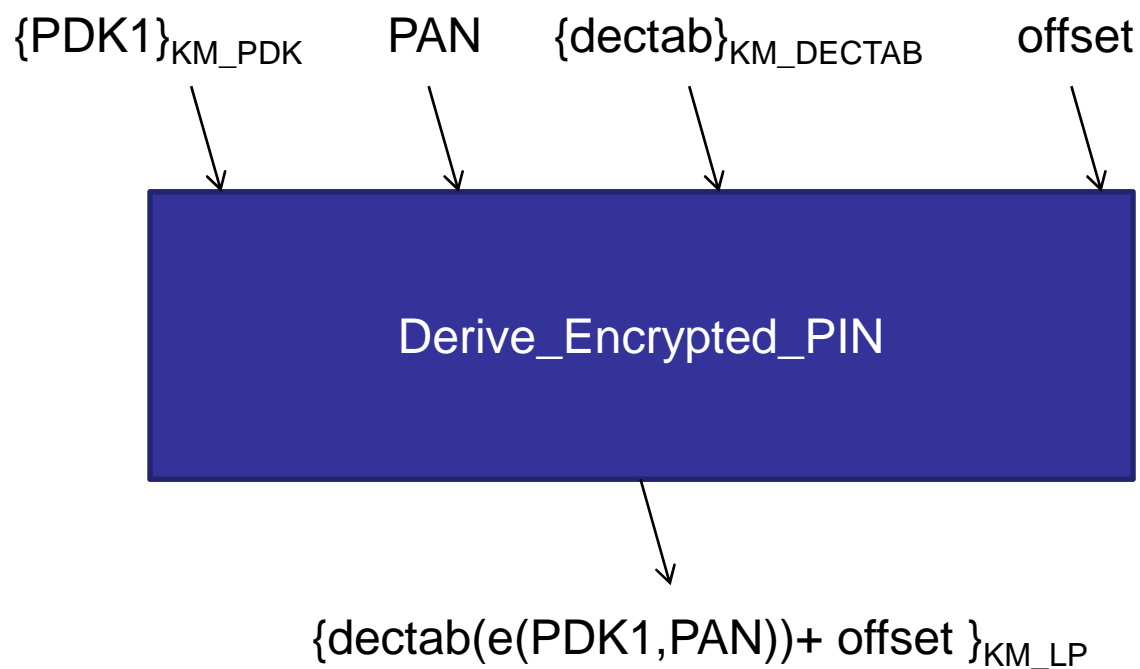 {PDK1}KM_PDK PAN {dectab}KM_DECTAB offset
Derive_Encrypted_PIN
{dectab(e(PDK1,PAN))+ offset }KM_LP